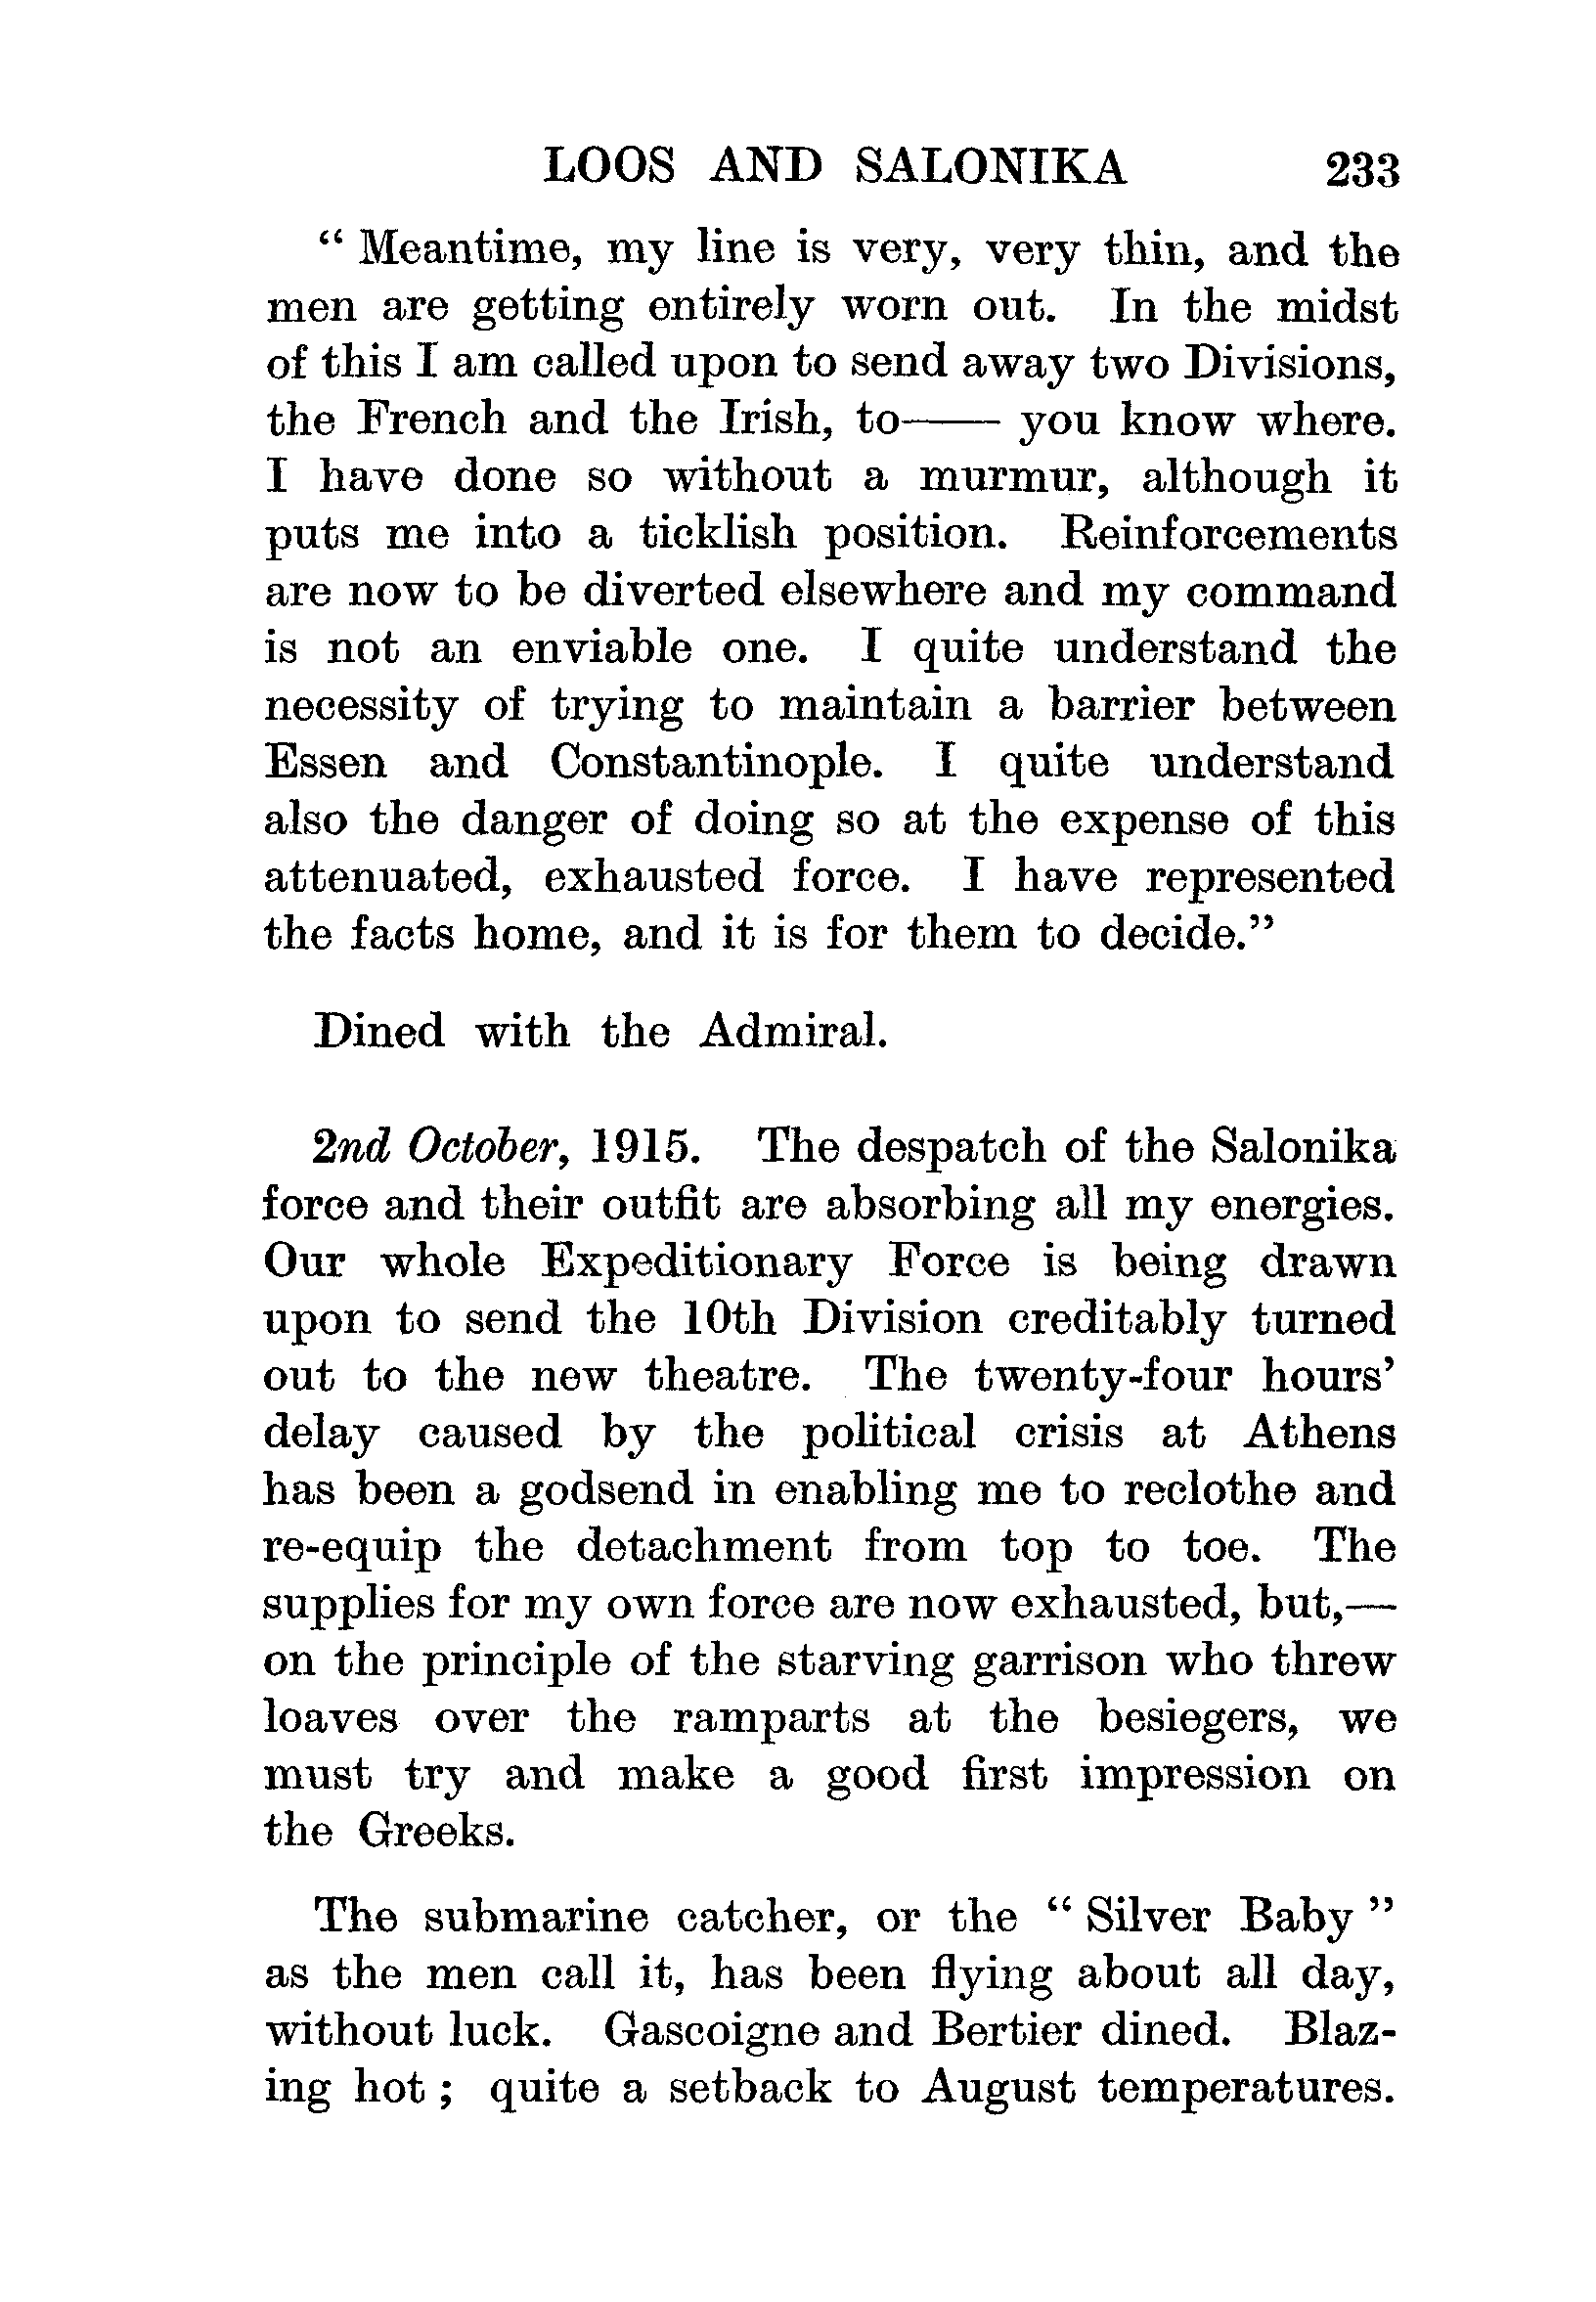 LOOS AND SALONIKA 233
“ Meantime, my line is very, very thin, and the
men are getting entirely worn out. In the midst
of this I am called upon to send away two Divisions,
the French and the Irish, to—— you know where.
I have done so without a murmur, although it
puts me into a ticklish position. Reinforcements
are now to be diverted elsewhere and my command
is not an enviable one. I quite understand the
necessity of trying to maintain a barrier between
Essen and Constantinople. I quite understand
also the danger of doing so at the expense of this
attenuated, exhausted force. I have represented
the facts home, and it is for them to decide.”
Dined with the Admiral.
2nd October, 1915. The despatch of the Salonika
force and their outfit are absorbing all my energies.
Our whole Expeditionary Force is being drawn
upon to send the 10th Division creditably turned
out to the new theatre. The twenty-four hours’
delay caused by the political crisis at Athens
has been a godsend in enabling me to reclothe and
re-equip the detachment from top to toe. The
supplies for my own force are now exhausted, but,—
on the principle of the starving garrison who threw
loaves over the ramparts at the besiegers, we
must try and make a good first impression on
the Greeks.
The submarine catcher, or the “ Silver Baby ”
as the men call it, has been flying about all day,
without luck. Gascoigne and Bertier dined. Blaz-
ing hot ; quite a setback to August temperatures.